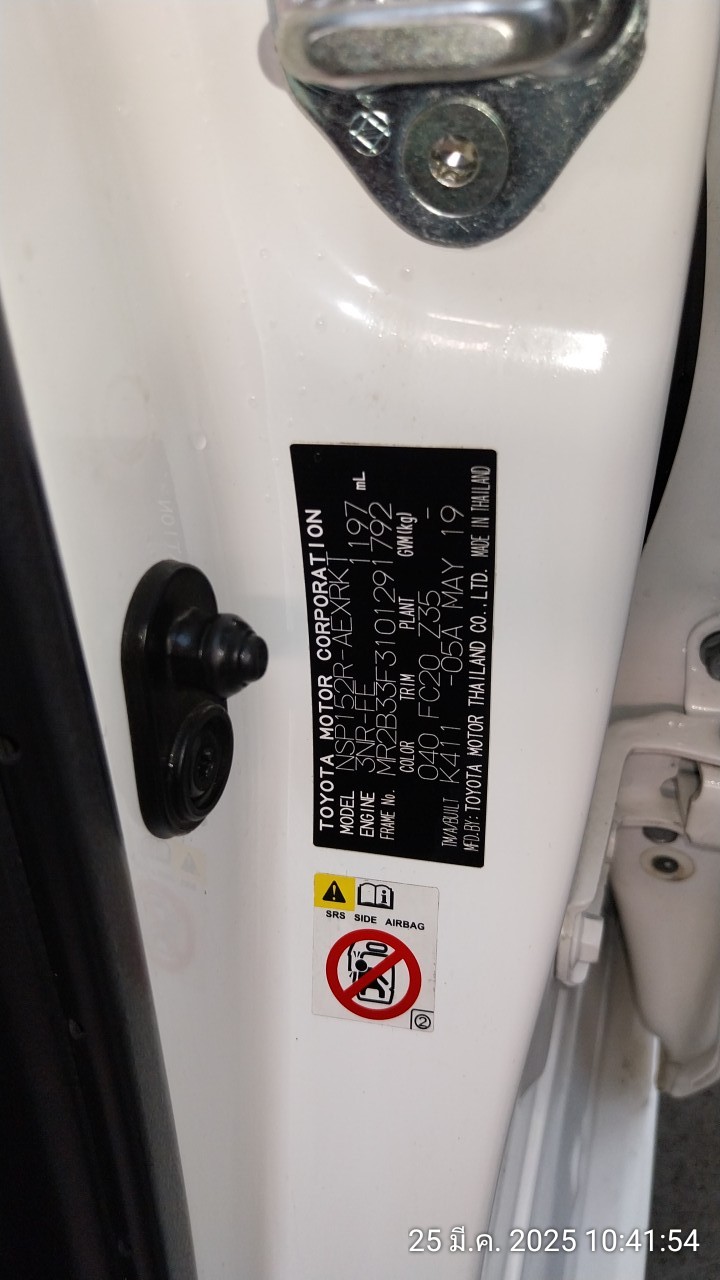 TOYOTA MOTOR CORPORATION
MODEL NSP152R-AEXRKT
ENGINE 3NR-FE 1197 mL
FRAME No. MR2B33F3101291792
COLOR TRIM PLANT GVM(kg)
040 FC20 Z35 -
TM/A/BUILT K411 -05A MAY 19
MFD.BY: TOYOTA MOTOR THAILAND CO.,LTD. MADE IN THAILAND
SRS SIDE AIRBAG
2
25 มี.ค. 2025 10:41:54